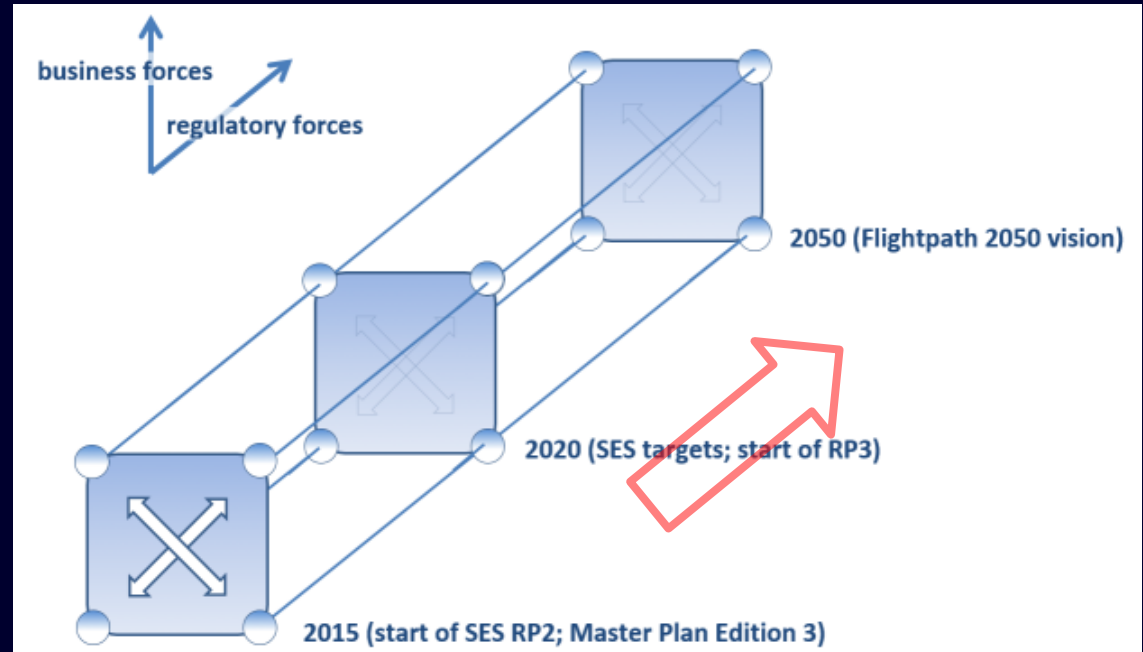 business forces
regulatory forces
2050 (Flightpath 2050 vision)
2020 (SES targets; start of RP3)
2015 (start of SES RP2; Master Plan Edition 3)